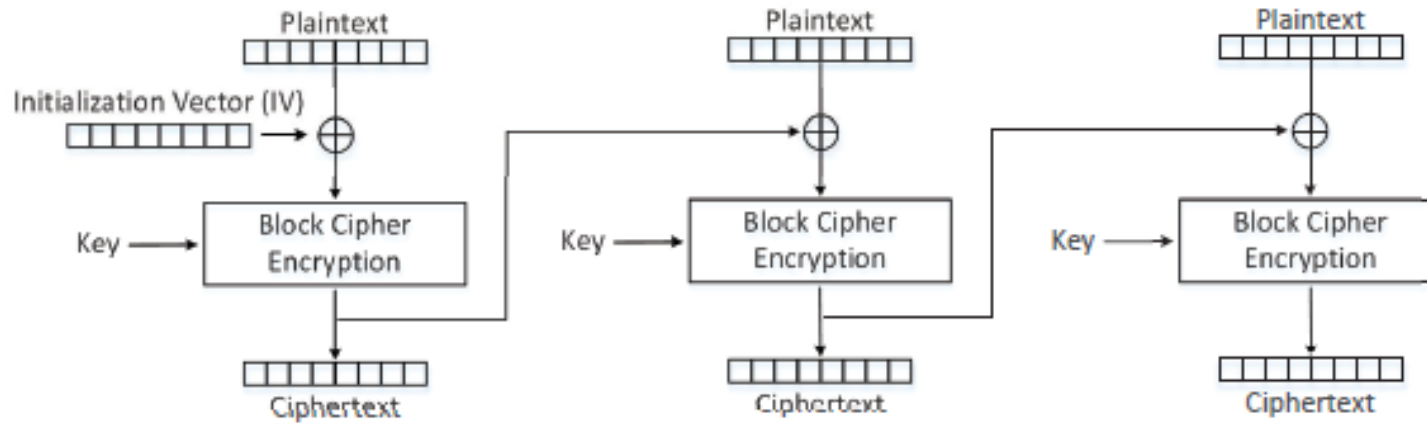 Plaintext
Plaintext
Plaintext
Initialization Vector (IV)
Key
Block Cipher
Encryption
Key
Block Cipher
Encryption
Key
Block Cipher
Encryption
Ciphertext
Ciphertext
Ciphertext